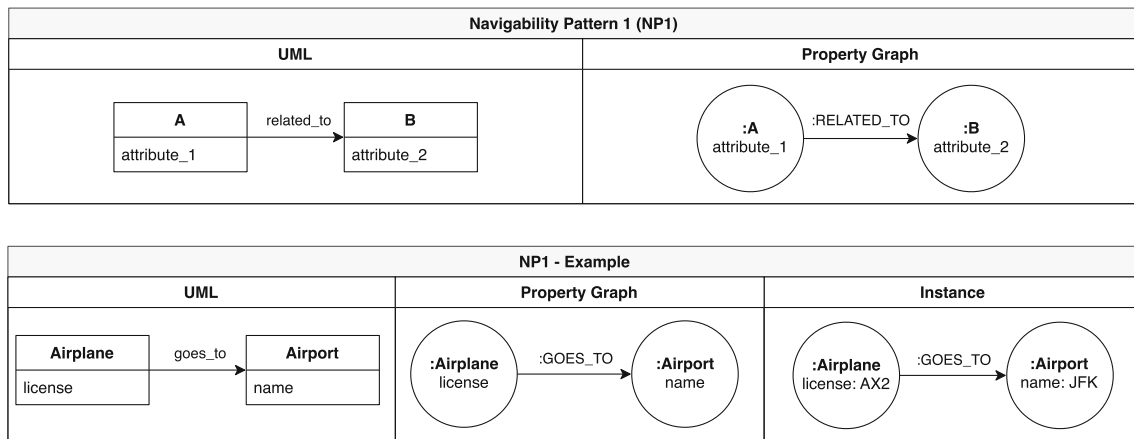 Navigability Pattern 1 (NP1)
UML
Property Graph
A
attribute_1
related_to
B
attribute_2
:A
attribute_1
:RELATED_TO
:B
attribute_2
NP1 - Example
UML
Property Graph
Instance
Airplane
license
goes_to
Airport
name
:Airplane
license
:GOES_TO
:Airport
name
:Airplane
license: AX2
:GOES_TO
:Airport
name: JFK